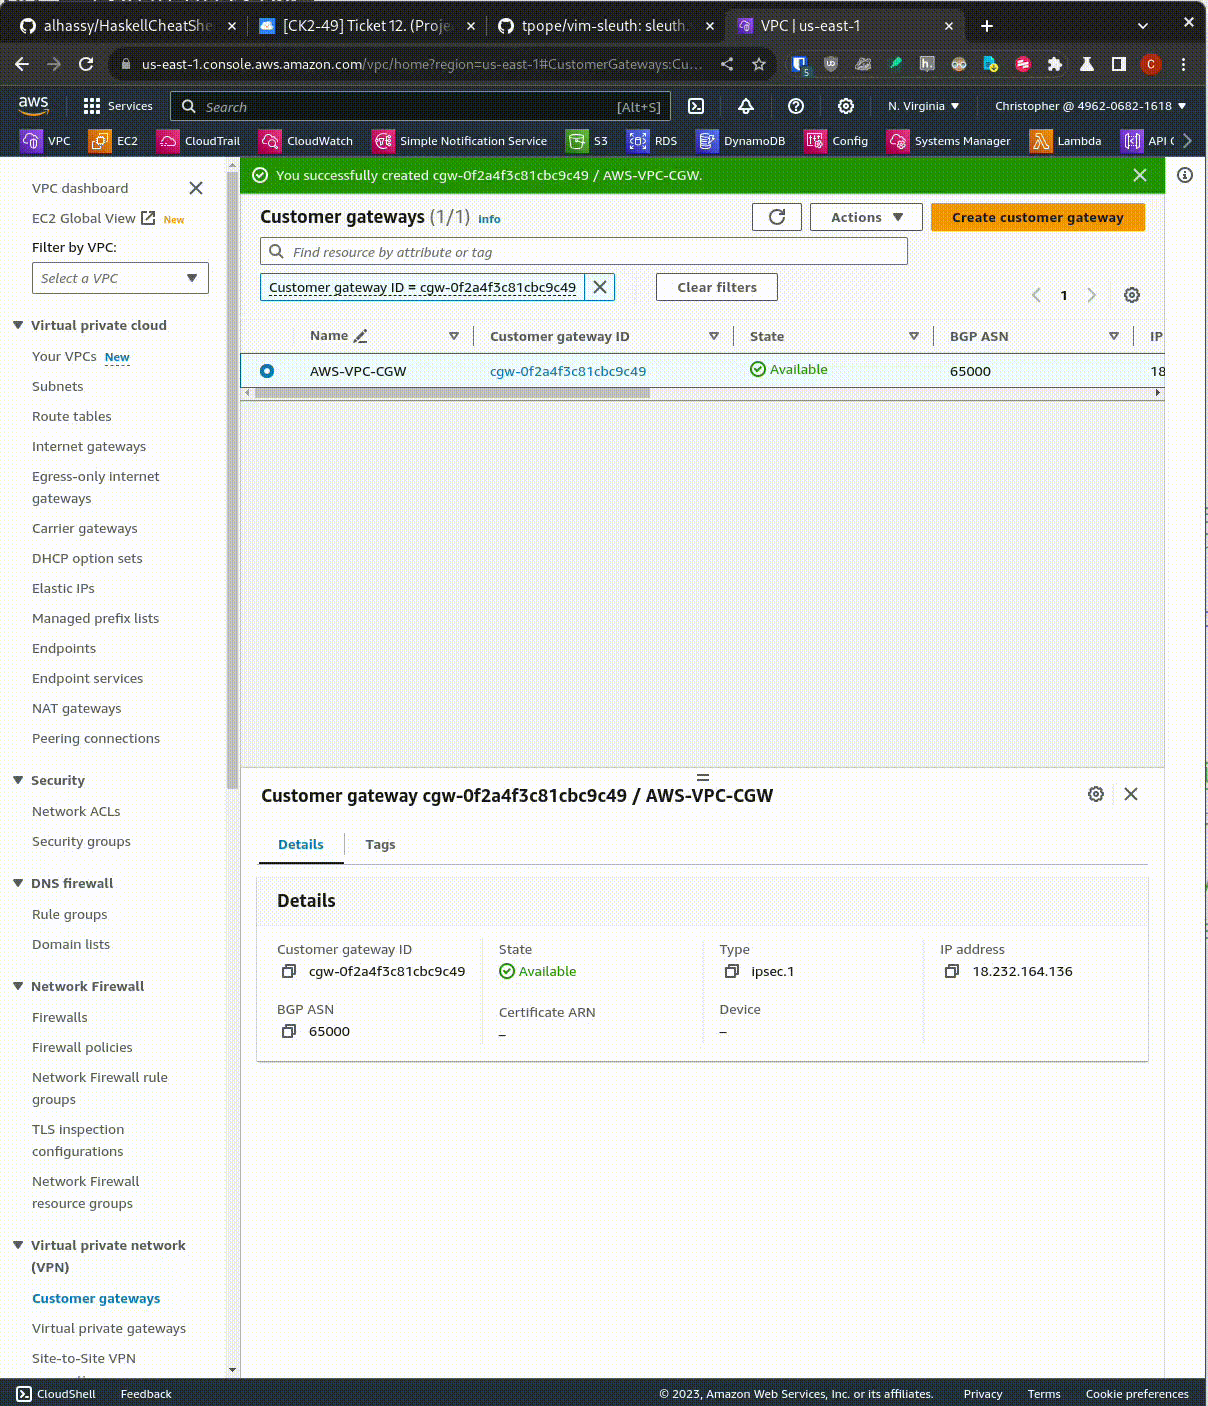 alhassy/HaskellCheatShe
[CK2-49] Ticket 12. (Proje
tpope/vim-sleuth: sleuth.
VPC | us-east-1
us-east-1.console.aws.amazon.com/vpc/home?region=us-east-1#CustomerGateways:Cu...
5
C
aws
Services
Search
[Alt+S]
N. Virginia
Christopher @ 4962-0682-1618
VPC
EC2
CloudTrail
CloudWatch
Simple Notification Service
S3
RDS
DynamoDB
Config
Systems Manager
Lambda
API
VPC dashboard
EC2 Global View New
Filter by VPC:
Select a VPC
Virtual private cloud
Your VPCs New
Subnets
Route tables
Internet gateways
Egress-only internet
gateways
Carrier gateways
DHCP option sets
Elastic IPs
Managed prefix lists
Endpoints
Endpoint services
NAT gateways
Peering connections
Security
Network ACLs
Security groups
DNS firewall
Rule groups
Domain lists
Network Firewall
Firewalls
Firewall policies
Network Firewall rule
groups
TLS inspection
configurations
Network Firewall
resource groups
Virtual private network
(VPN)
Customer gateways
Virtual private gateways
Site-to-Site VPN
You successfully created cgw-0f2a4f3c81cbc9c49 / AWS-VPC-CGW.
Customer gateways (1/1) Info
Actions
Create customer gateway
Find resource by attribute or tag
Customer gateway ID = cgw-0f2a4f3c81cbc9c49
Clear filters
1
Name
Customer gateway ID
State
BGP ASN
IP
AWS-VPC-CGW
cgw-0f2a4f3c81cbc9c49
Available
65000
18
Customer gateway cgw-0f2a4f3c81cbc9c49 / AWS-VPC-CGW
Details
Tags
Details
Customer gateway ID
cgw-0f2a4f3c81cbc9c49
State
Available
Type
ipsec.1
IP address
18.232.164.136
BGP ASN
65000
Certificate ARN
–
Device
–
CloudShell
Feedback
© 2023, Amazon Web Services, Inc. or its affiliates.
Privacy
Terms
Cookie preferences